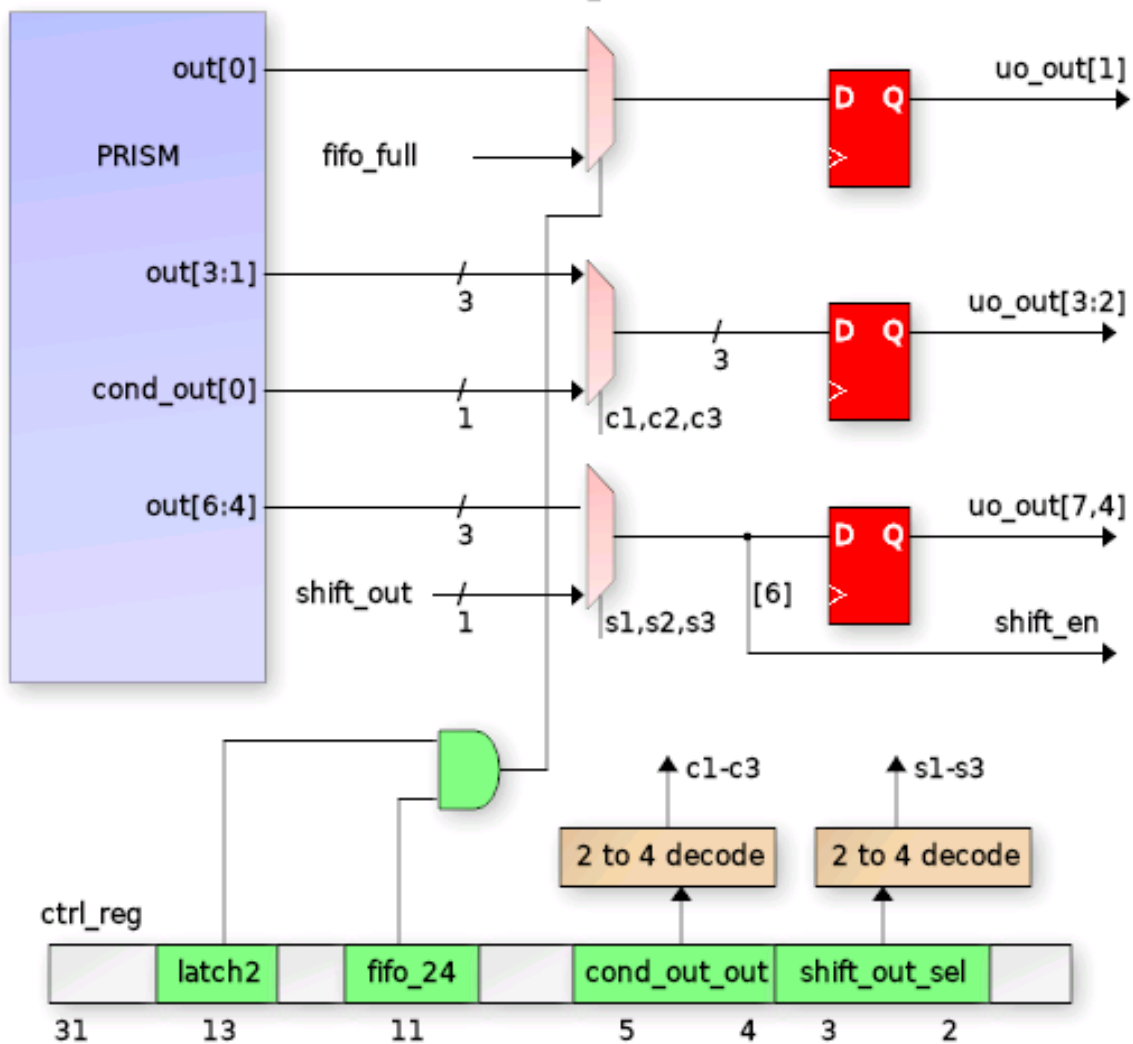 out[0]
uo_out[1]
D Q
PRISM
fifo_full
out[3:1]
3
uo_out[3:2]
D Q
3
cond_out[0]
1
c1,c2,c3
out[6:4]
3
uo_out[7,4]
D Q
shift_out
1
[6]
s1,s2,s3
shift_en
c1-c3
s1-s3
2 to 4 decode
2 to 4 decode
ctrl_reg
latch2
fifo_24
cond_out_out
shift_out_sel
31
13
11
5
4
3
2